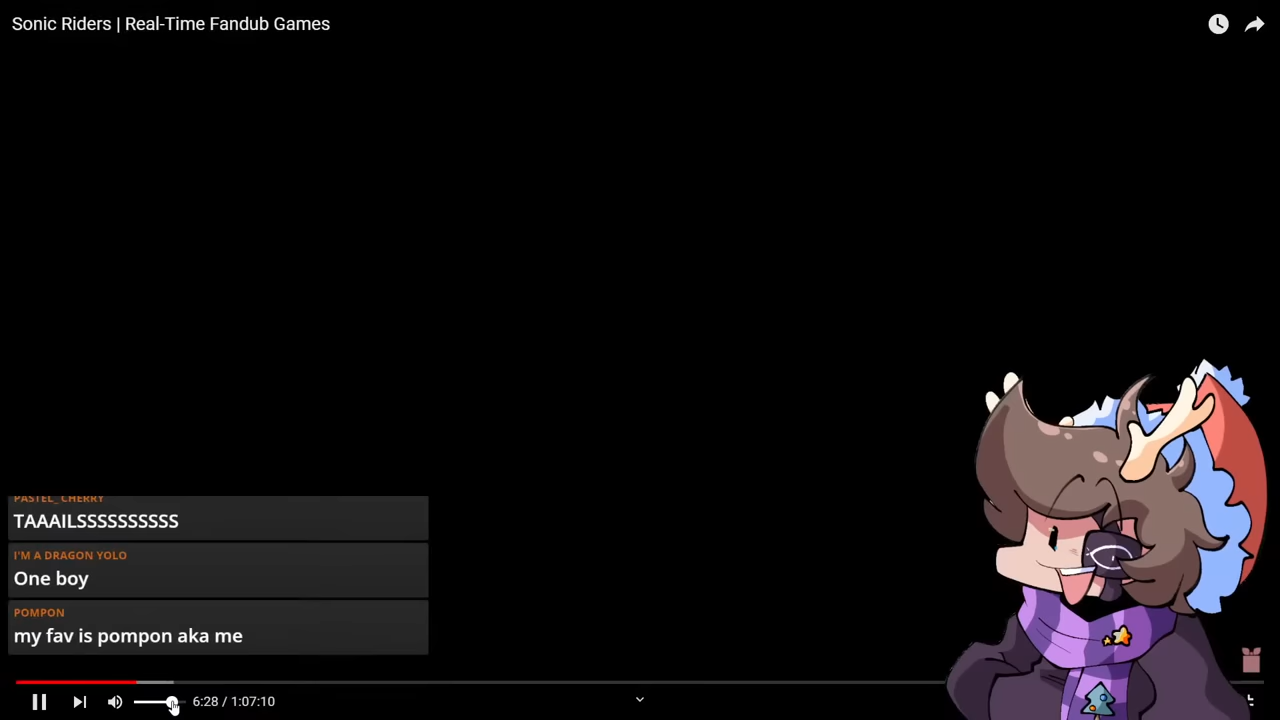 Sonic Riders | Real-Time Fandub Games
PASTEL_CHERRY
TAAAILSSSSSSSSSS
I'M A DRAGON YOLO
One boy
POMPON
my fav is pompon aka me
6:28 / 1:07:10